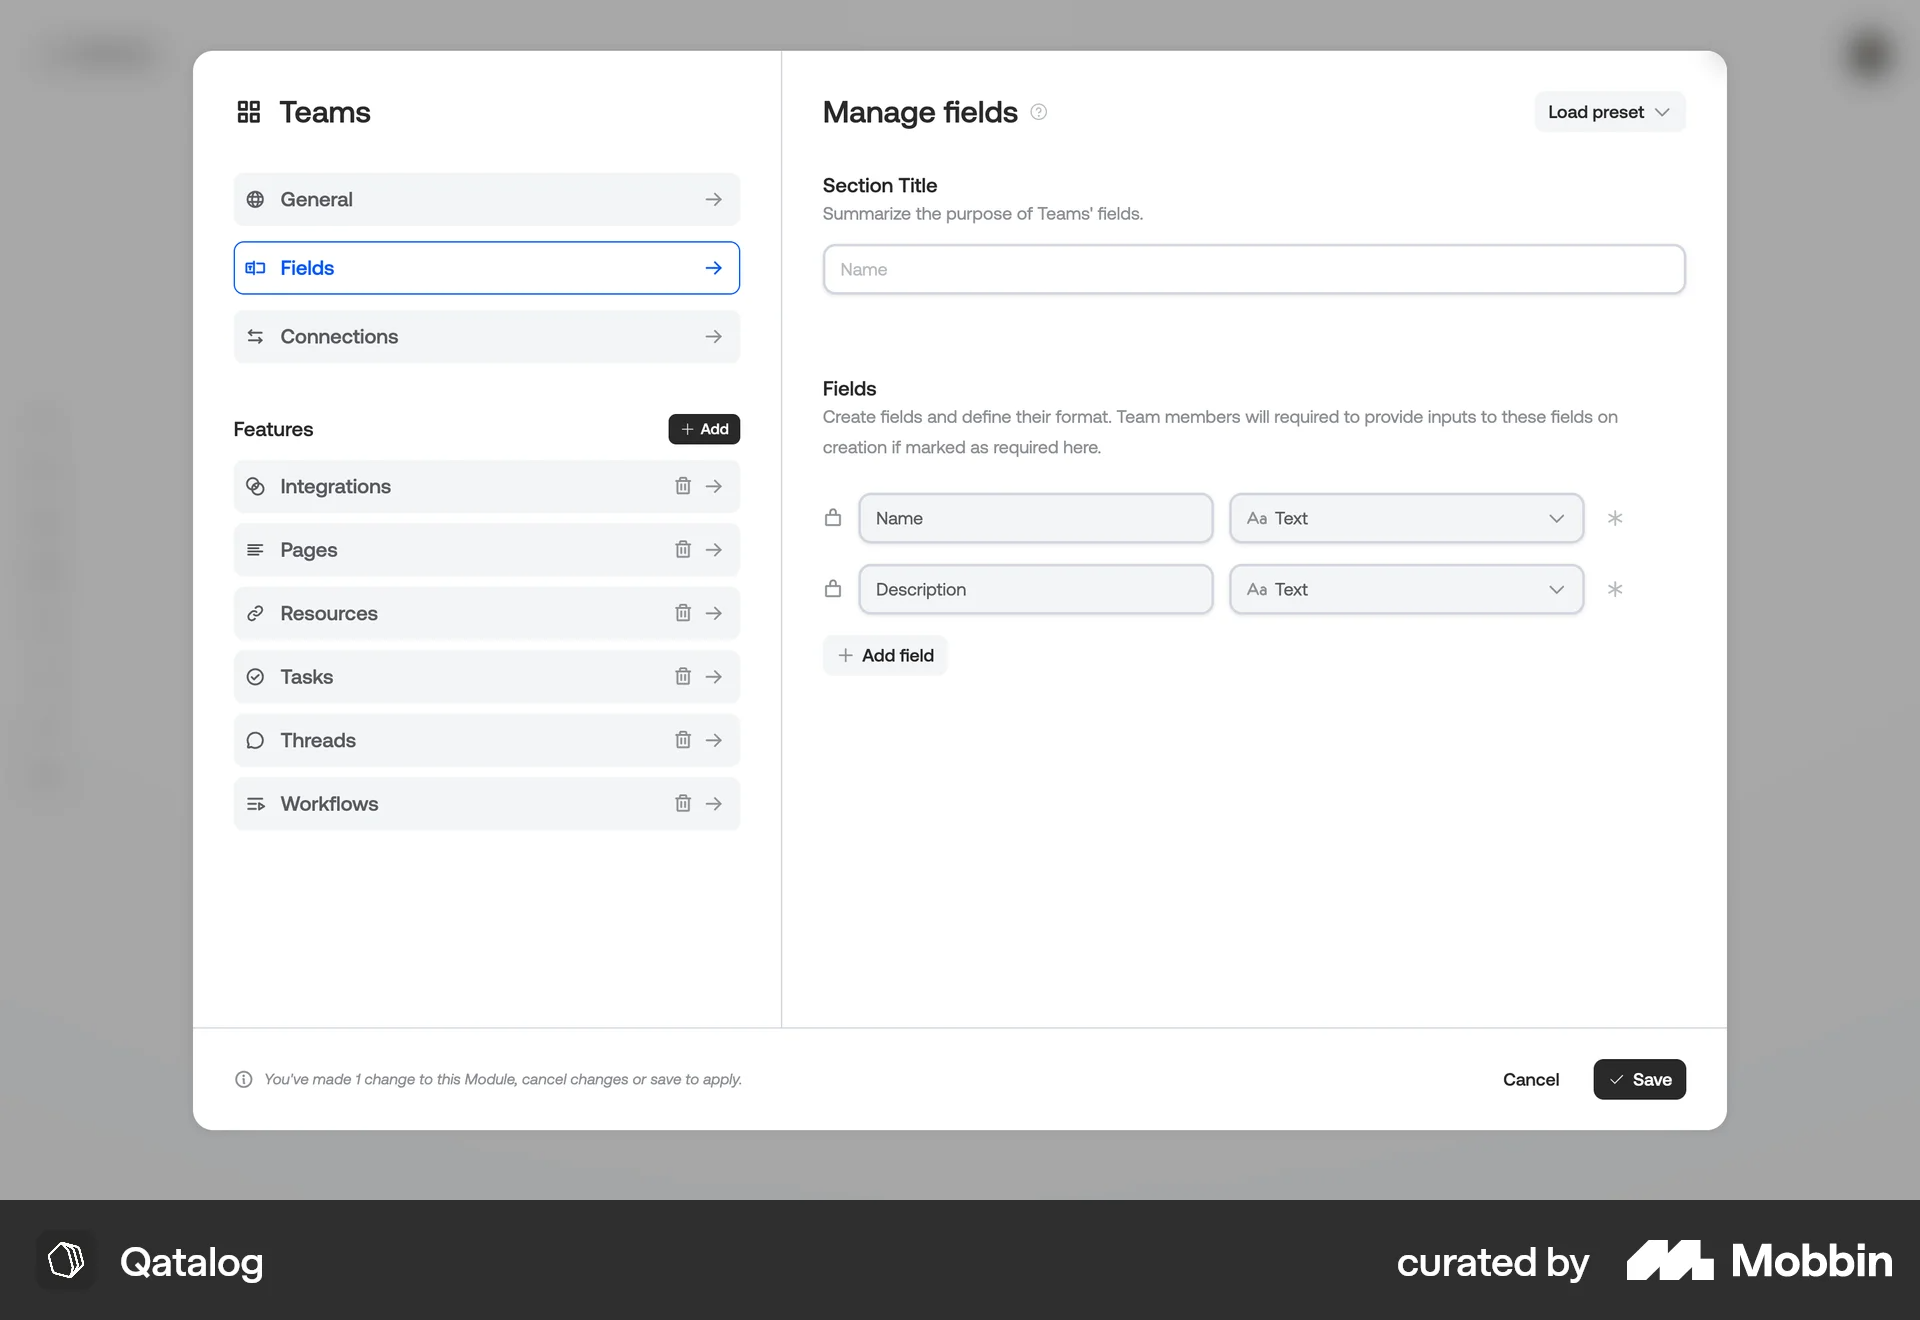 Teams
General
Fields
Connections
Features
Add
Integrations
Pages
Resources
Tasks
Threads
Workflows
Manage fields
Load preset
Section Title
Summarize the purpose of Teams' fields.
Name
Fields
Create fields and define their format. Team members will required to provide inputs to these fields on
creation if marked as required here.
Name
Aa Text
Description
Aa Text
Add field
You've made 1 change to this Module, cancel changes or save to apply.
Cancel
Save
Qatalog
curated by Mobbin